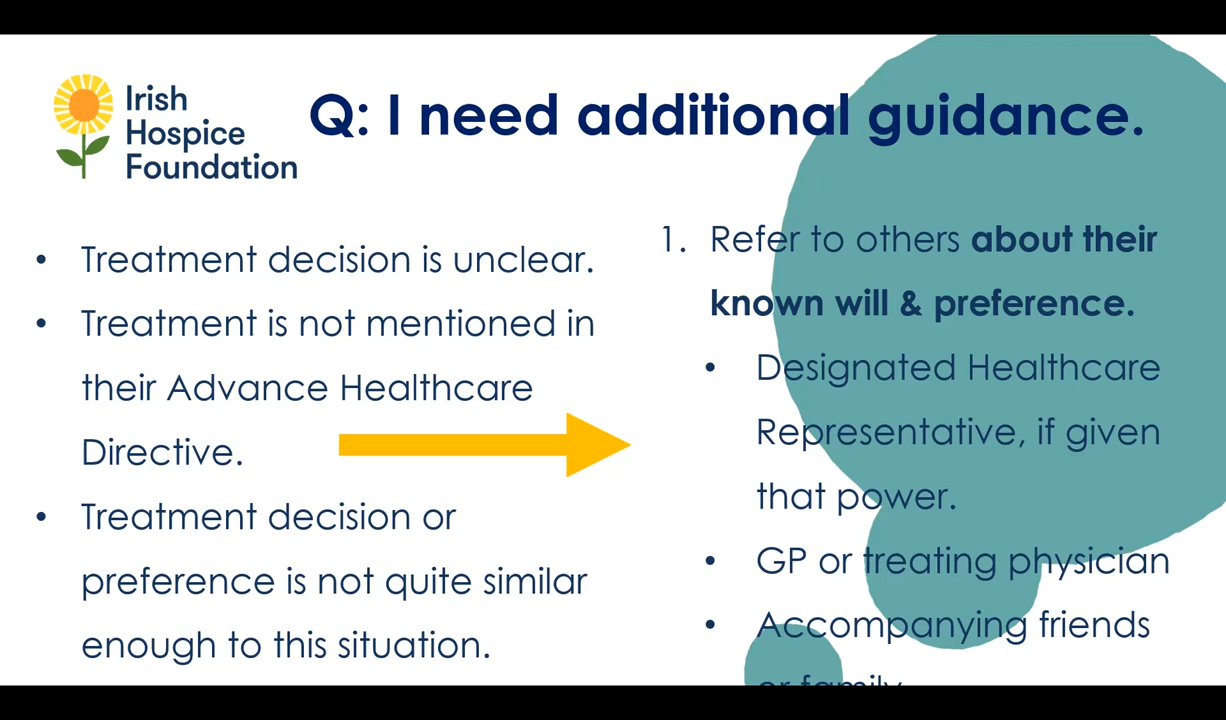 Irish
Hospice
Foundation
Q: I need additional guidance.
• Treatment decision is unclear.
• Treatment is not mentioned in
their Advance Healthcare
Directive.
• Treatment decision or
preference is not quite similar
enough to this situation.
1. Refer to others about their
known will & preference.
• Designated Healthcare
Representative, if given
that power.
• GP or treating physician
• Accompanying friends
or family